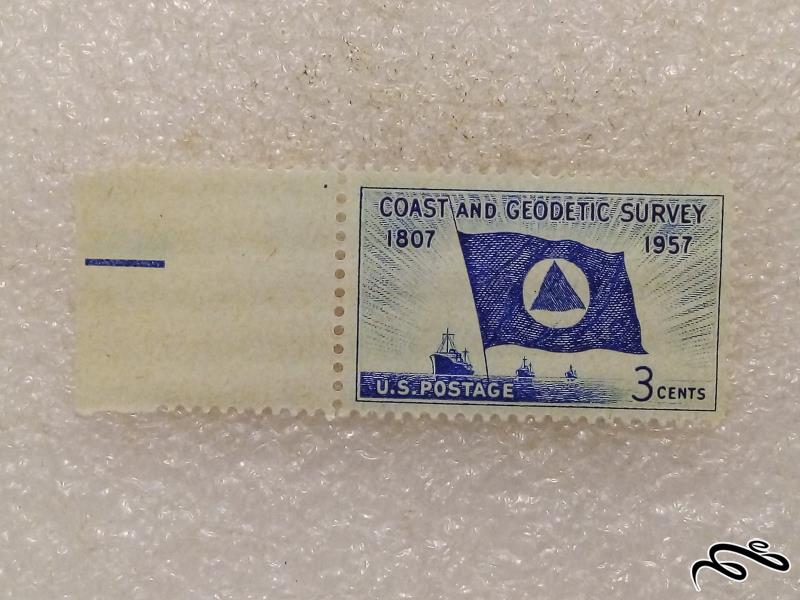 COAST AND GEODETIC SURVEY
1807 1957
U.S. POSTAGE
3 CENTS